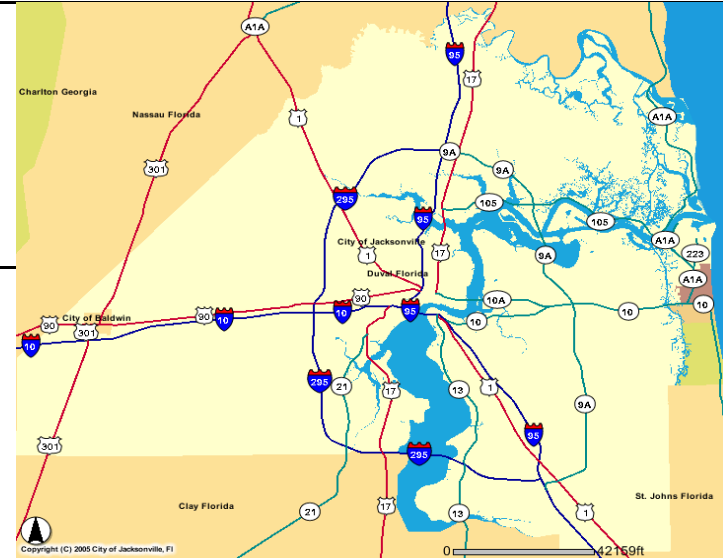 A1A
95
17
Charlton Georgia
Nassau Florida
1
A1A
301
9A
9A
295
105
95
105
City of Jacksonville
A1A
1
17
9A
223
Duval Florida
A1A
90
10A
10
90
10
10
95
10
10
City of Baldwin
90
301
10
295
21
17
13
1
9A
95
301
295
Clay Florida
St. Johns Florida
21
17
13
1
Copyright (C) 2005 City of Jacksonville, Fl
0
42159ft